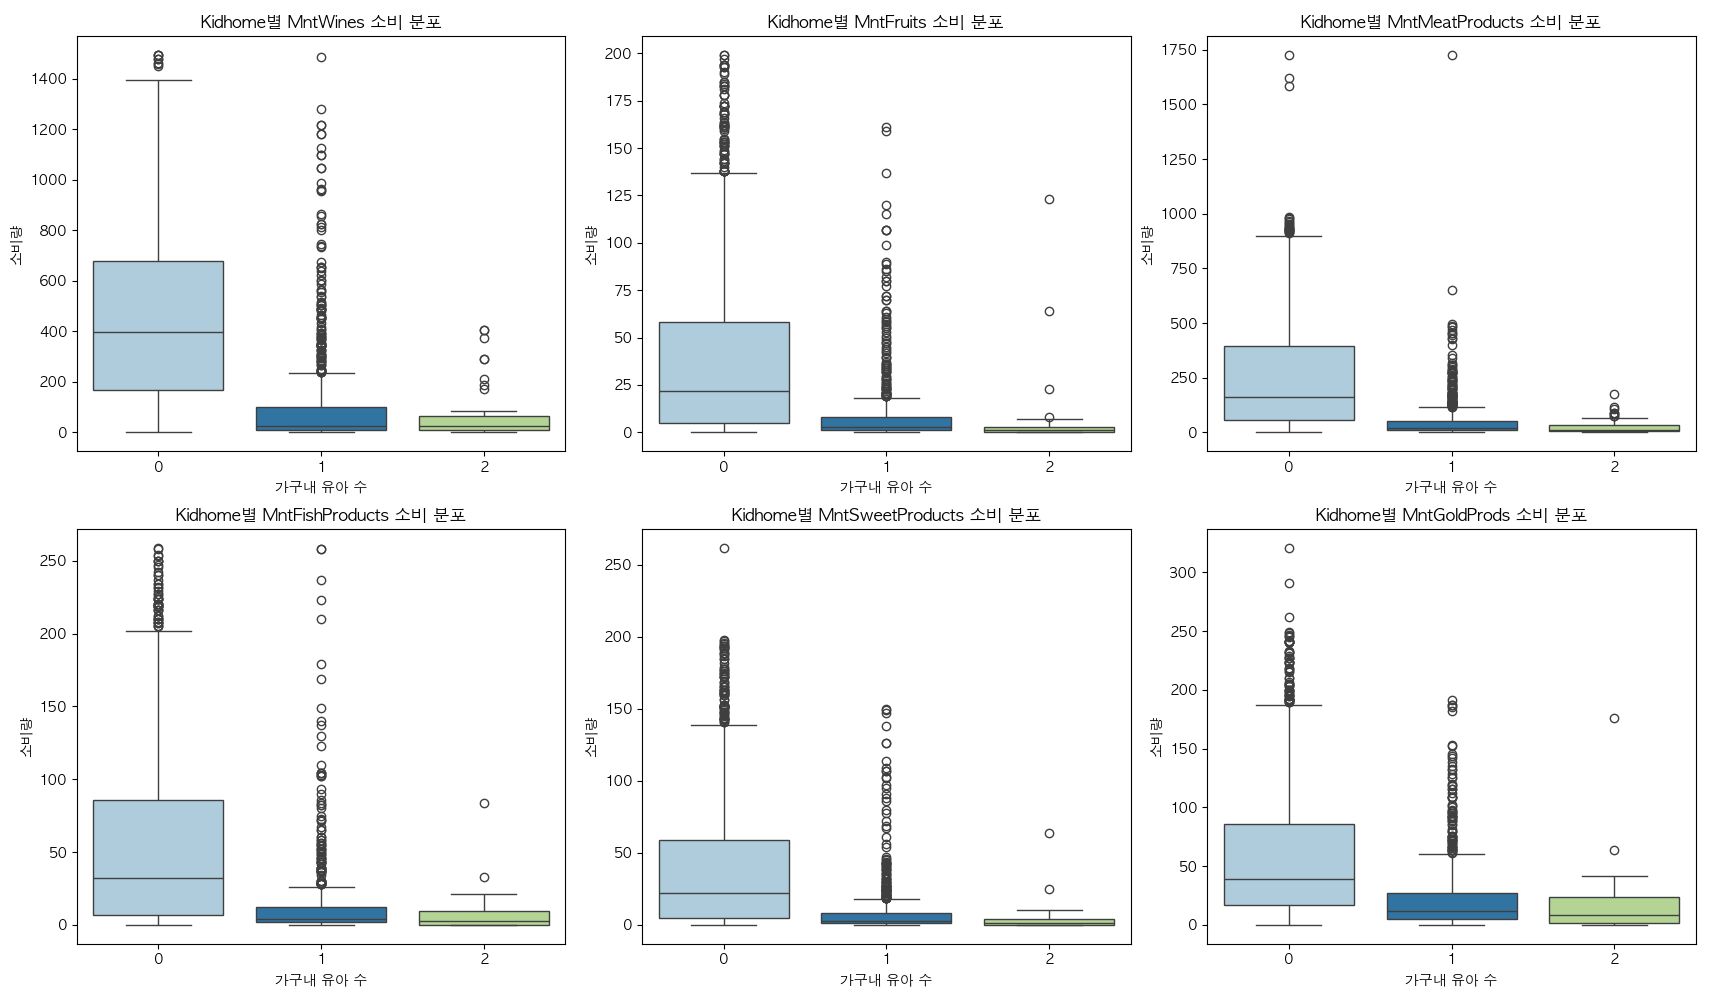 Kidhome별 MntWines 소비 분포
1400
1200
1000
800
600
400
200
0
소비량
0 1 2
가구내 유아 수
Kidhome별 MntFruits 소비 분포
200
175
150
125
100
75
50
25
0
소비량
0 1 2
가구내 유아 수
Kidhome별 MntMeatProducts 소비 분포
1750
1500
1250
1000
750
500
250
0
소비량
0 1 2
가구내 유아 수
Kidhome별 MntFishProducts 소비 분포
250
200
150
100
50
0
소비량
0 1 2
가구내 유아 수
Kidhome별 MntSweetProducts 소비 분포
250
200
150
100
50
0
소비량
0 1 2
가구내 유아 수
Kidhome별 MntGoldProds 소비 분포
300
250
200
150
100
50
0
소비량
0 1 2
가구내 유아 수